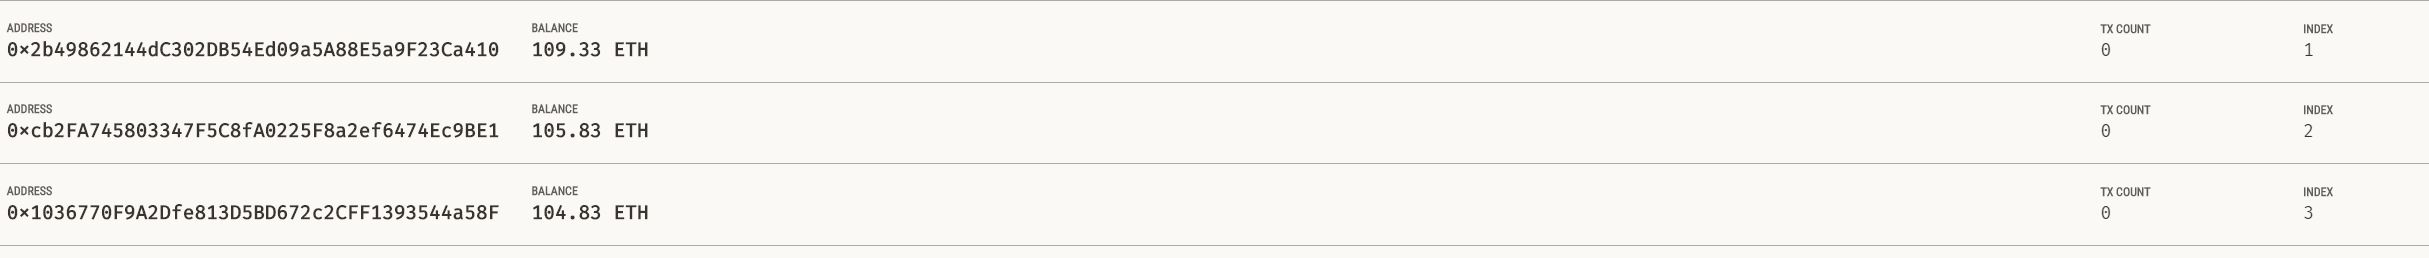 ADDRESS BALANCE TX COUNT INDEX
0x2b49862144dC302DB54Ed09a5A88E5a9F23Ca410 109.33 ETH 0 1
ADDRESS BALANCE TX COUNT INDEX
0xcb2FA745803347F5C8fA0225F8a2ef6474Ec9BE1 105.83 ETH 0 2
ADDRESS BALANCE TX COUNT INDEX
0x1036770F9A2Dfe813D5BD672c2CFF1393544a58F 104.83 ETH 0 3